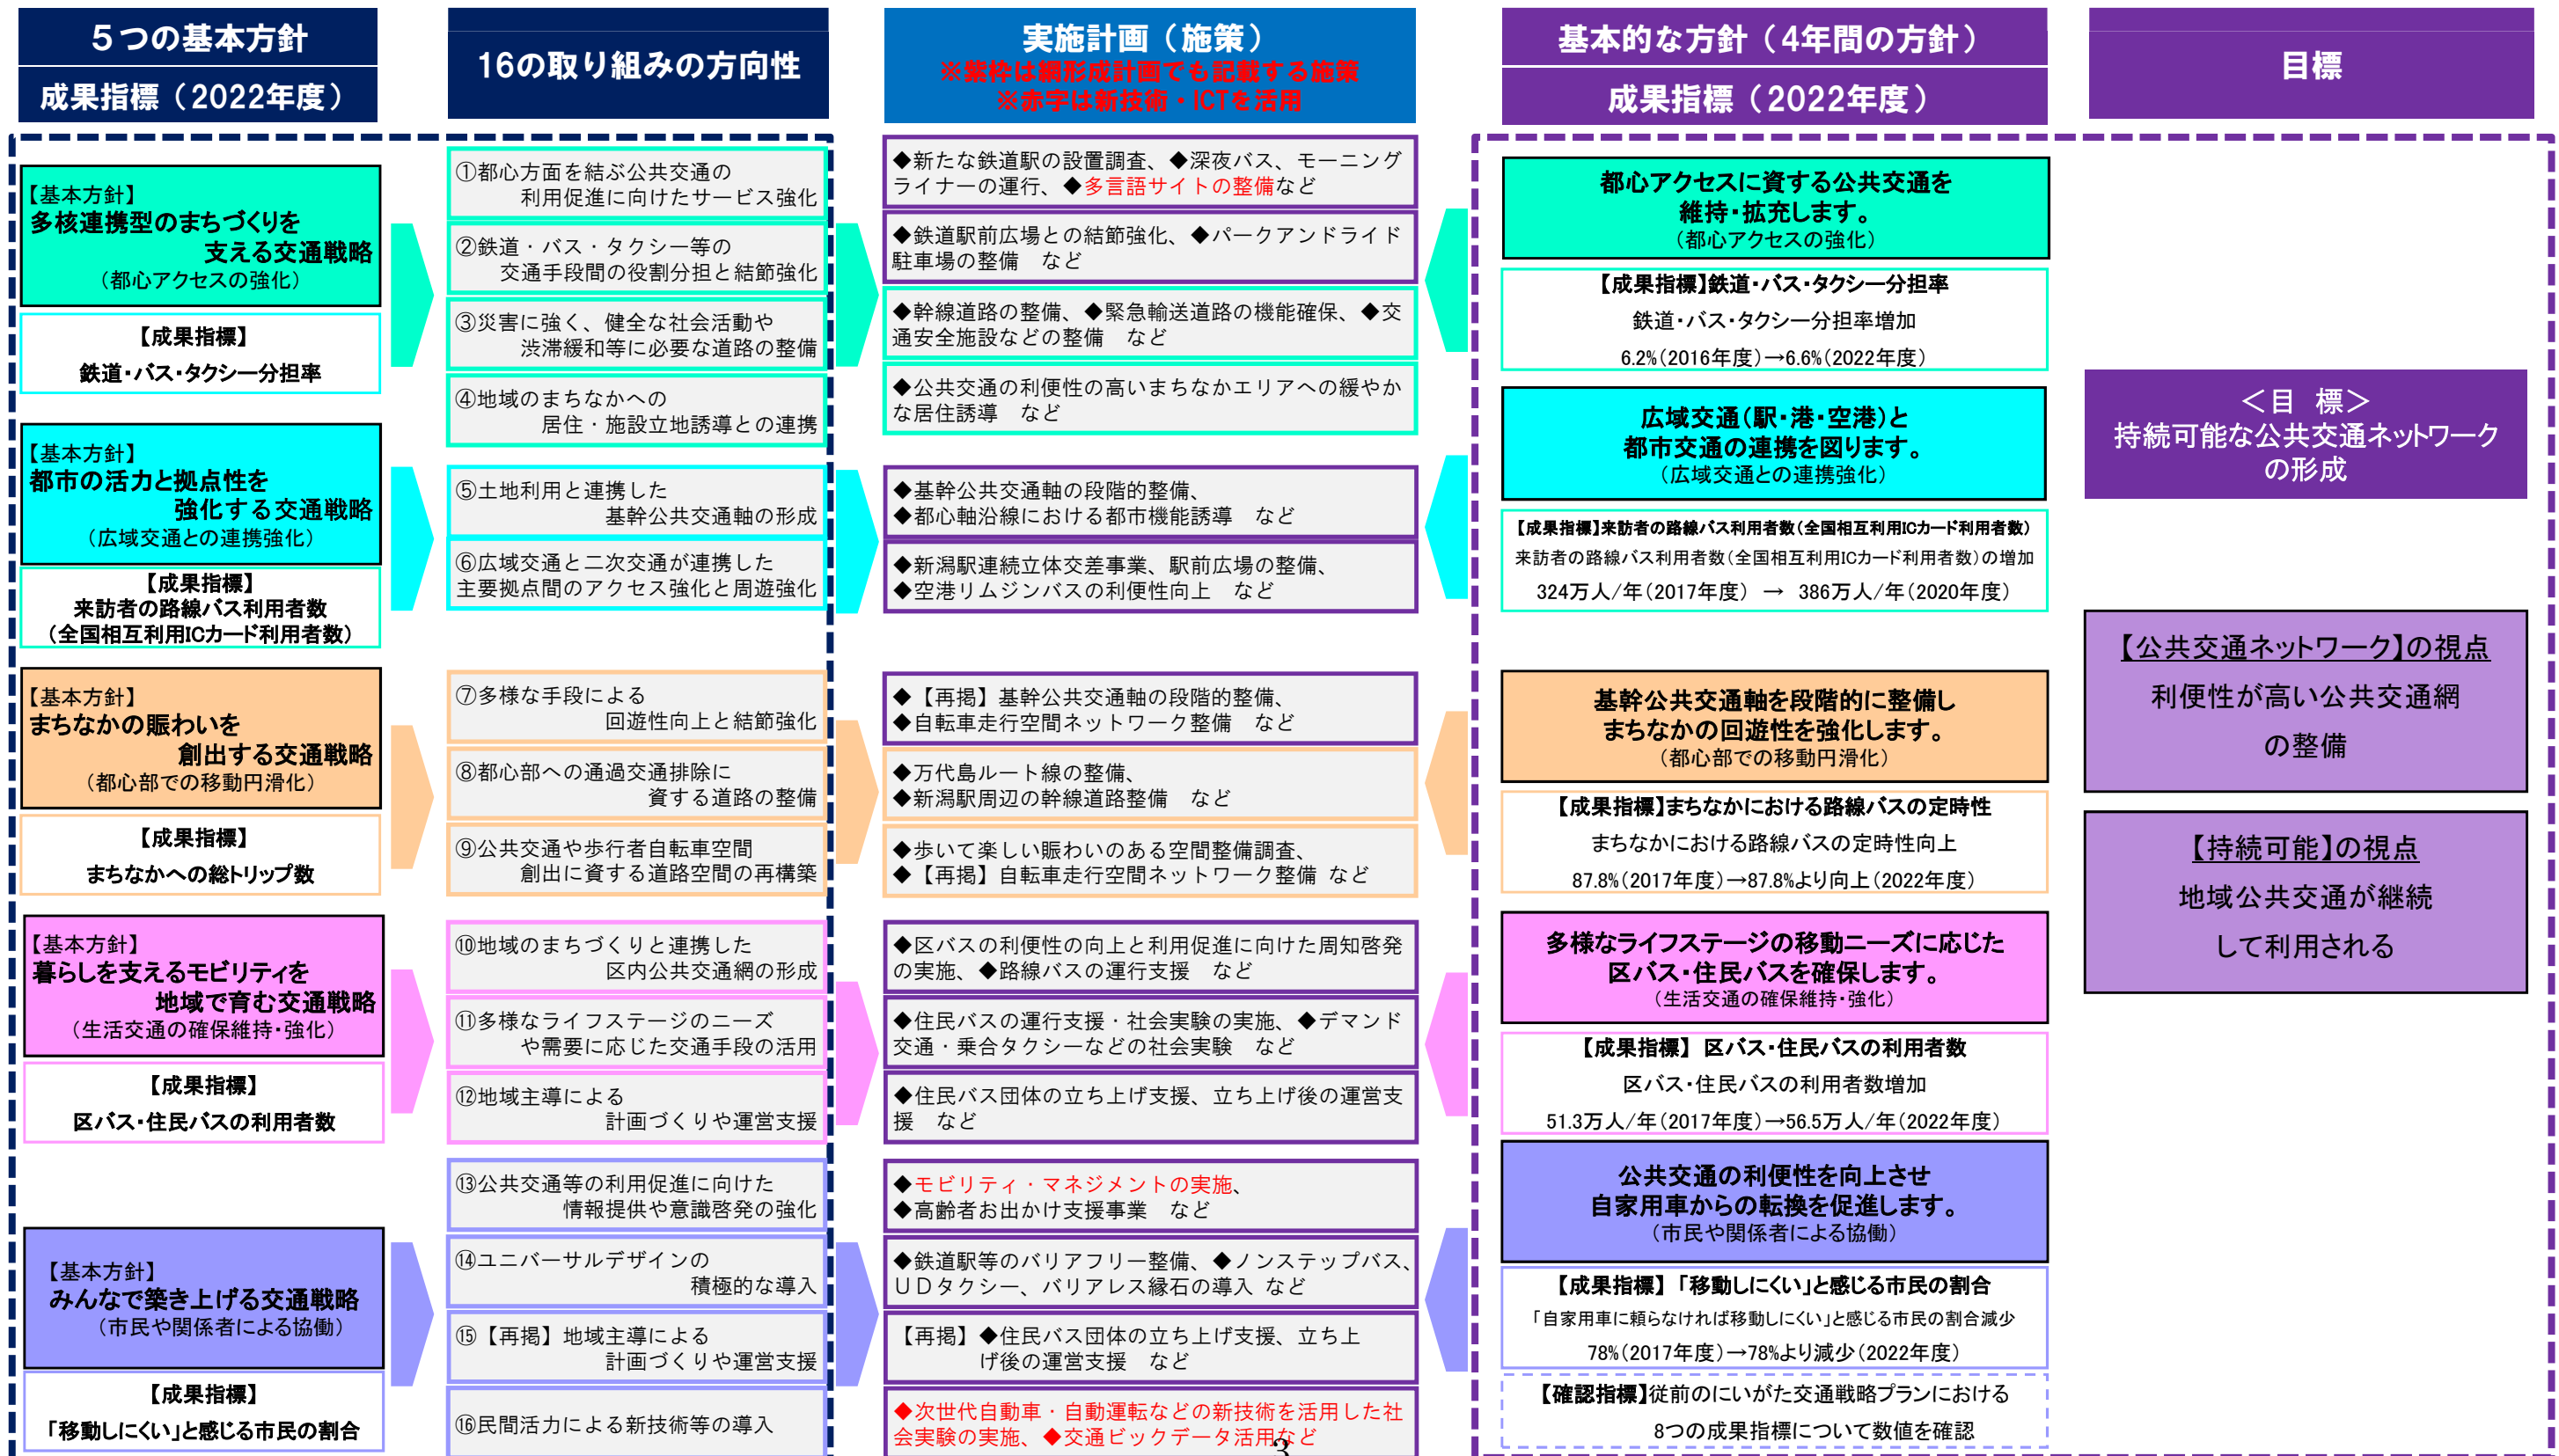 ５つの基本方針
成果指標（2022年度）
16の取り組みの方向性
実施計画（施策）
※紫枠は網形成計画でも記載する施策
※赤字は新技術・ICTを活用
基本的な方針（4年間の方針）
成果指標（2022年度）
目標
【基本方針】
多核連携型のまちづくりを
支える交通戦略
（都心アクセスの強化）
【成果指標】
鉄道・バス・タクシー分担率
【基本方針】
都市の活力と拠点性を
強化する交通戦略
（広域交通との連携強化）
【成果指標】
来訪者の路線バス利用者数
（全国相互利用ICカード利用者数）
【基本方針】
まちなかの賑わいを
創出する交通戦略
（都心部での移動円滑化）
【成果指標】
まちなかへの総トリップ数
【基本方針】
暮らしを支えるモビリティを
地域で育む交通戦略
（生活交通の確保維持・強化）
【成果指標】
区バス・住民バスの利用者数
【基本方針】
みんなで築き上げる交通戦略
（市民や関係者による協働）
【成果指標】
「移動しにくい」と感じる市民の割合
①都心方面を結ぶ公共交通の
利用促進に向けたサービス強化
②鉄道・バス・タクシー等の
交通手段間の役割分担と結節強化
③災害に強く、健全な社会活動や
渋滞緩和等に必要な道路の整備
④地域のまちなかへの
居住・施設立地誘導との連携
⑤土地利用と連携した
基幹公共交通軸の形成
⑥広域交通と二次交通が連携した
主要拠点間のアクセス強化と周遊強化
⑦多様な手段による
回遊性向上と結節強化
⑧都心部への通過交通排除に
資する道路の整備
⑨公共交通や歩行者自転車空間
創出に資する道路空間の再構築
⑩地域のまちづくりと連携した
区内公共交通網の形成
⑪多様なライフステージのニーズ
や需要に応じた交通手段の活用
⑫地域主導による
計画づくりや運営支援
⑬公共交通等の利用促進に向けた
情報提供や意識啓発の強化
⑭ユニバーサルデザインの
積極的な導入
⑮【再掲】地域主導による
計画づくりや運営支援
⑯民間活力による新技術等の導入
◆新たな鉄道駅の設置調査、◆深夜バス、モーニング
ライナーの運行、◆多言語サイトの整備など
◆鉄道駅前広場との結節強化、◆パークアンドライド
駐車場の整備　など
◆幹線道路の整備、◆緊急輸送道路の機能確保、◆交
通安全施設などの整備　など
◆公共交通の利便性の高いまちなかエリアへの緩やか
な居住誘導　など
◆基幹公共交通軸の段階的整備、
◆都心軸沿線における都市機能誘導　など
◆新潟駅連続立体交差事業、駅前広場の整備、
◆空港リムジンバスの利便性向上　など
◆【再掲】基幹公共交通軸の段階的整備、
◆自転車走行空間ネットワーク整備　など
◆万代島ルート線の整備、
◆新潟駅周辺の幹線道路整備　など
◆歩いて楽しい賑わいのある空間整備調査、
◆【再掲】自転車走行空間ネットワーク整備 など
◆区バスの利便性の向上と利用促進に向けた周知啓発
の実施、◆路線バスの運行支援　など
◆住民バスの運行支援・社会実験の実施、◆デマンド
交通・乗合タクシーなどの社会実験　など
◆住民バス団体の立ち上げ支援、立ち上げ後の運営支
援　など
◆モビリティ・マネジメントの実施、
◆高齢者お出かけ支援事業　など
◆鉄道駅等のバリアフリー整備、◆ノンステップバス、
ＵＤタクシー、バリアレス縁石の導入 など
【再掲】◆住民バス団体の立ち上げ支援、立ち上
げ後の運営支援　など
◆次世代自動車・自動運転などの新技術を活用した社
会実験の実施、◆交通ビックデータ活用など
3
都心アクセスに資する公共交通を
維持・拡充します。
（都心アクセスの強化）
【成果指標】鉄道・バス・タクシー分担率
鉄道・バス・タクシー分担率増加
6.2%（2016年度）→6.6%（2022年度）
広域交通（駅・港・空港）と
都市交通の連携を図ります。
（広域交通との連携強化）
【成果指標】来訪者の路線バス利用者数（全国相互利用ICカード利用者数）
来訪者の路線バス利用者数（全国相互利用ICカード利用者数）の増加
324万人/年（2017年度） → 386万人/年（2020年度）
基幹公共交通軸を段階的に整備し
まちなかの回遊性を強化します。
（都心部での移動円滑化）
【成果指標】まちなかにおける路線バスの定時性
まちなかにおける路線バスの定時性向上
87.8%（2017年度）→87.8%より向上（2022年度）
多様なライフステージの移動ニーズに応じた
区バス・住民バスを確保します。
（生活交通の確保維持・強化）
【成果指標】 区バス・住民バスの利用者数
区バス・住民バスの利用者数増加
51.3万人/年（2017年度）→56.5万人/年（2022年度）
公共交通の利便性を向上させ
自家用車からの転換を促進します。
（市民や関係者による協働）
【成果指標】 「移動しにくい」と感じる市民の割合
「自家用車に頼らなければ移動しにくい」と感じる市民の割合減少
78%（2017年度）→78%より減少（2022年度）
【確認指標】従前のにいがた交通戦略プランにおける
8つの成果指標について数値を確認
＜目　標＞
持続可能な公共交通ネットワーク
の形成
【公共交通ネットワーク】の視点
利便性が高い公共交通網
の整備
【持続可能】の視点
地域公共交通が継続
して利用される